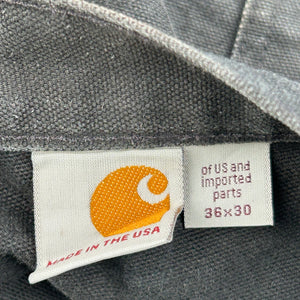 MADE IN THE USA
of US and
imported
parts
36x30